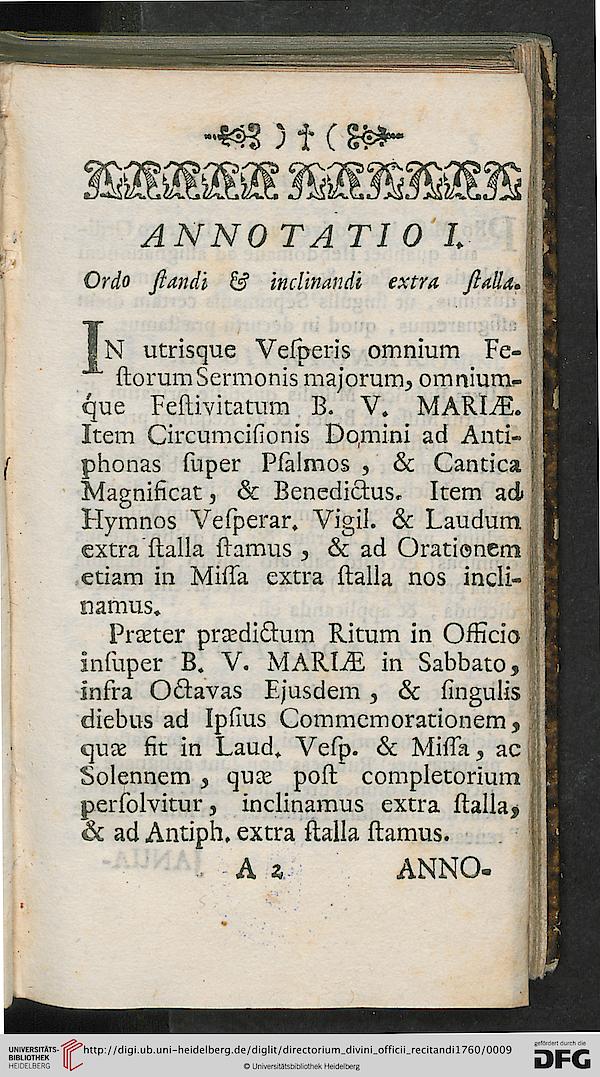 ) † (
ANNOTATIO I.
Ordo ſtandi & inclinandi extra ſtalla.
IN utrisque Veſperis omnium Fe-
ſtorum Sermonis majorum, omnium-
que Feſtivitatum B. V. MARIÆ.
Item Circumciſionis Domini ad Anti-
phonas ſuper Pſalmos , & Cantica
Magnificat , & Benedictus. Item ad
Hymnos Veſperar. Vigil. & Laudum
extra ſtalla ſtamus , & ad Orationem
etiam in Miſſa extra ſtalla nos incli-
namus.
Præter prædictum Ritum in Officio
inſuper B. V. MARIÆ in Sabbato ,
infra Octavas Ejusdem , & ſingulis
diebus ad Ipſius Commemorationem ,
quæ fit in Laud. Veſp. & Miſſa , ac
Solennem , quæ poſt completorium
perſolvitur , inclinamus extra ſtalla ,
& ad Antiph. extra ſtalla ſtamus.
A 2 ANNO-
UNIVERSITÄTS-
BIBLIOTHEK
HEIDELBERG
http://digi.ub.uni-heidelberg.de/diglit/directorium_divini_officii_recitandi1760/0009
© Universitätsbibliothek Heidelberg
gefördert durch die
DFG